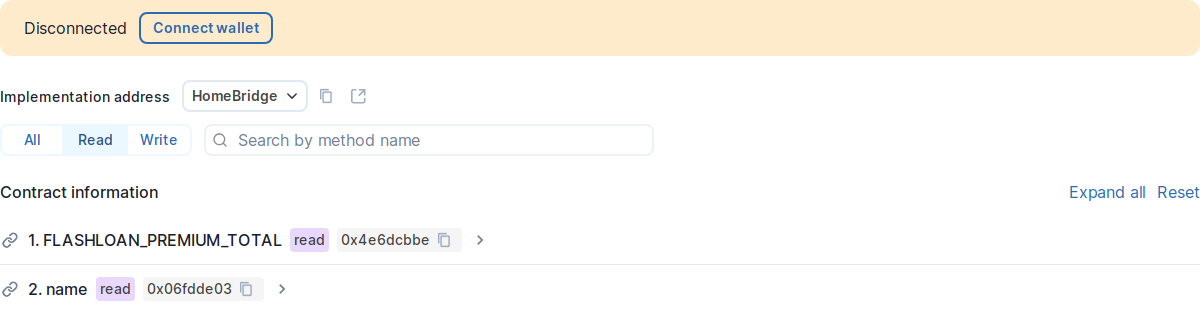 Disconnected Connect wallet
Implementation address HomeBridge
All Read Write Search by method name
Contract information Expand all Reset
1. FLASHLOAN_PREMIUM_TOTAL read 0x4e6dcbbe
2. name read 0x06fdde03